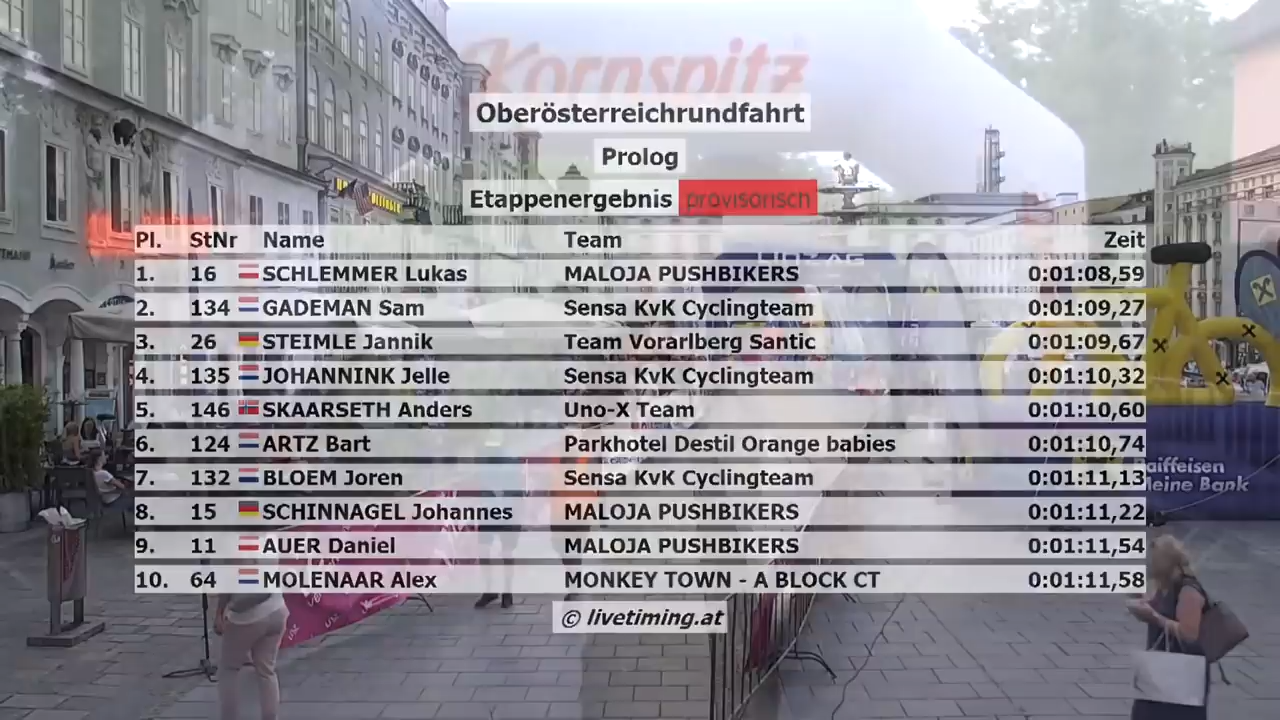 Kornspitz
Oberösterreichrundfahrt
Prolog
Etappenergebnis provisorisch
Pl. StNr Name Team Zeit
1. 16 SCHLEMMER Lukas MALOJA PUSHBIKERS 0:01:08,59
2. 134 GADEMAN Sam Sensa KvK Cyclingteam 0:01:09,27
3. 26 STEIMLE Jannik Team Vorarlberg Santic 0:01:09,67
4. 135 JOHANNINK Jelle Sensa KvK Cyclingteam 0:01:10,32
5. 146 SKAARSETH Anders Uno-X Team 0:01:10,60
6. 124 ARTZ Bart Parkhotel Destil Orange babies 0:01:10,74
7. 132 BLOEM Joren Sensa KvK Cyclingteam 0:01:11,13
8. 15 SCHINNAGEL Johannes MALOJA PUSHBIKERS 0:01:11,22
9. 11 AUER Daniel MALOJA PUSHBIKERS 0:01:11,54
10. 64 MOLENAAR Alex MONKEY TOWN - A BLOCK CT 0:01:11,58
© livetiming.at
aiffeisen
eine Bank